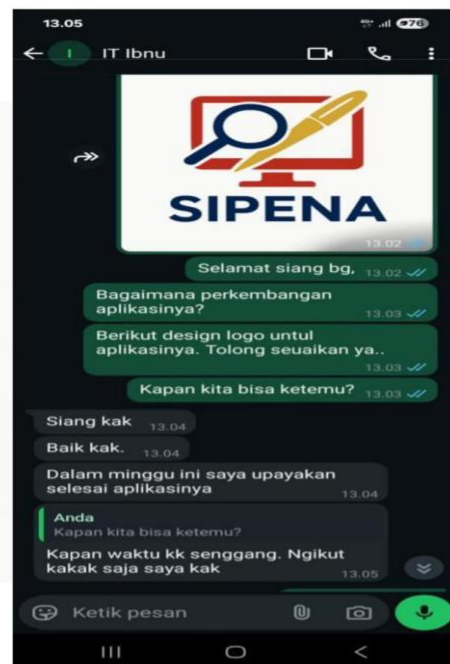 13.05
76
I IT Ibnu
SIPENA
13.02
Selamat siang bg, 13.02
Bagaimana perkembangan
aplikasinya? 13.03
Berikut design logo untul
aplikasinya. Tolong seuaikan ya..
13.03
Kapan kita bisa ketemu? 13.03
Siang kak 13.04
Baik kak. 13.04
Dalam minggu ini saya upayakan
selesai aplikasinya 13.04
Anda
Kapan kita bisa ketemu?
Kapan waktu kk senggang. Ngikut
kakak saja saya kak 13.05
Ketik pesan